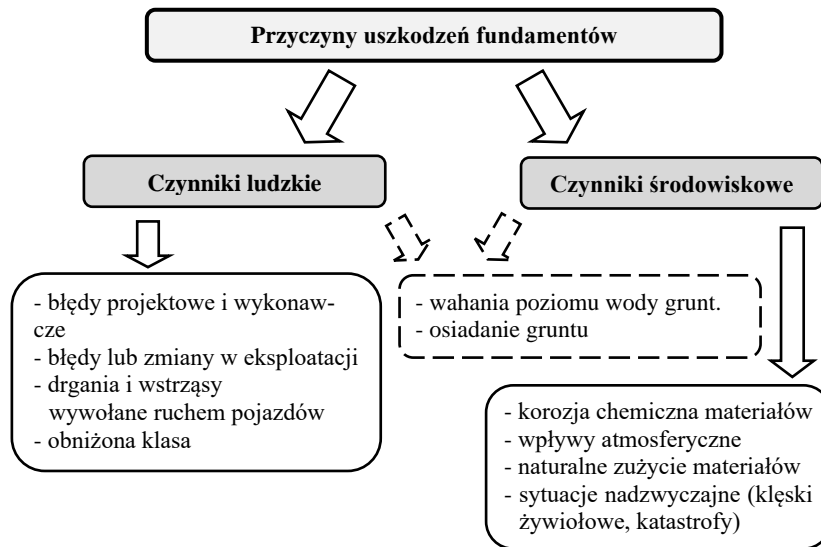 Przyczyny uszkodzeń fundamentów
Czynniki ludzkie
Czynniki środowiskowe
- błędy projektowe i wykonaw-
cze
- błędy lub zmiany w eksploatacji
- drgania i wstrząsy
wywołane ruchem pojazdów
- obniżona klasa
- wahania poziomu wody grunt.
- osiadanie gruntu
- korozja chemiczna materiałów
- wpływy atmosferyczne
- naturalne zużycie materiałów
- sytuacje nadzwyczajne (klęski
żywiołowe, katastrofy)